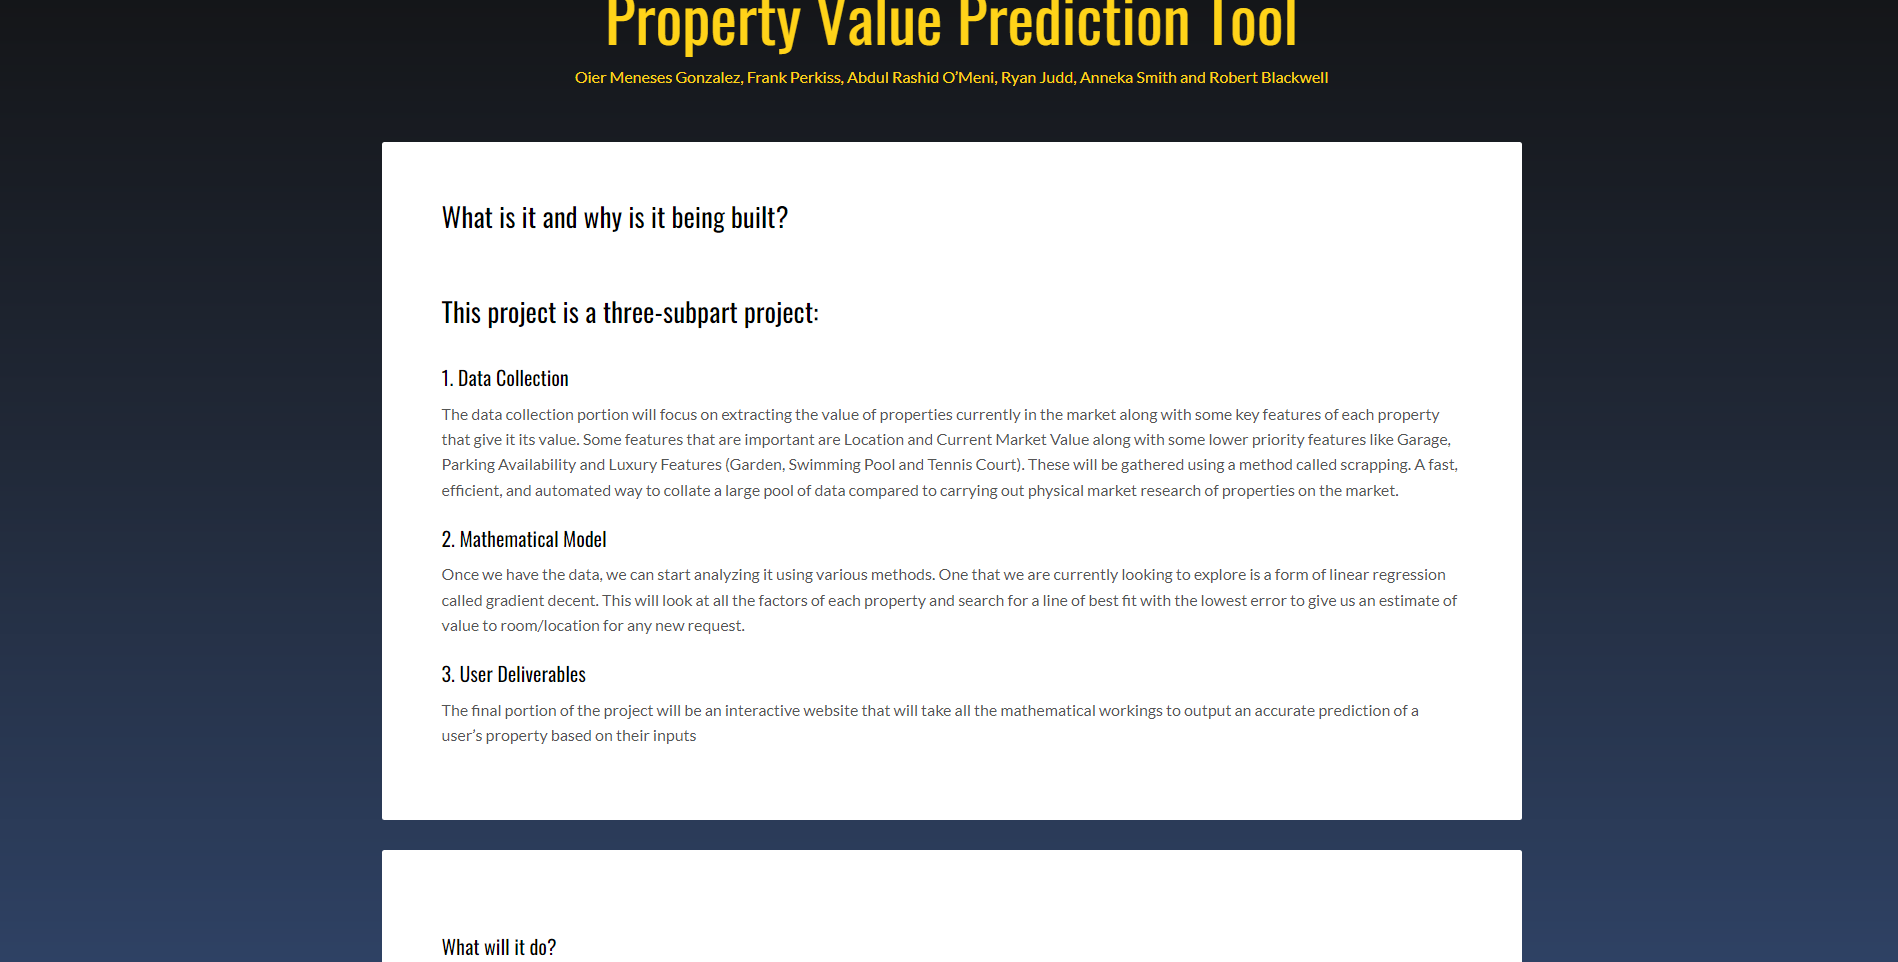 Property Value Prediction Tool
Oier Meneses Gonzalez, Frank Perkiss, Abdul Rashid O’Meni, Ryan Judd, Anneka Smith and Robert Blackwell
What is it and why is it being built?
This project is a three-subpart project:
1. Data Collection
The data collection portion will focus on extracting the value of properties currently in the market along with some key features of each property
that give it its value. Some features that are important are Location and Current Market Value along with some lower priority features like Garage,
Parking Availability and Luxury Features (Garden, Swimming Pool and Tennis Court). These will be gathered using a method called scrapping. A fast,
efficient, and automated way to collate a large pool of data compared to carrying out physical market research of properties on the market.
2. Mathematical Model
Once we have the data, we can start analyzing it using various methods. One that we are currently looking to explore is a form of linear regression
called gradient decent. This will look at all the factors of each property and search for a line of best fit with the lowest error to give us an estimate of
value to room/location for any new request.
3. User Deliverables
The final portion of the project will be an interactive website that will take all the mathematical workings to output an accurate prediction of a
user’s property based on their inputs
What will it do?